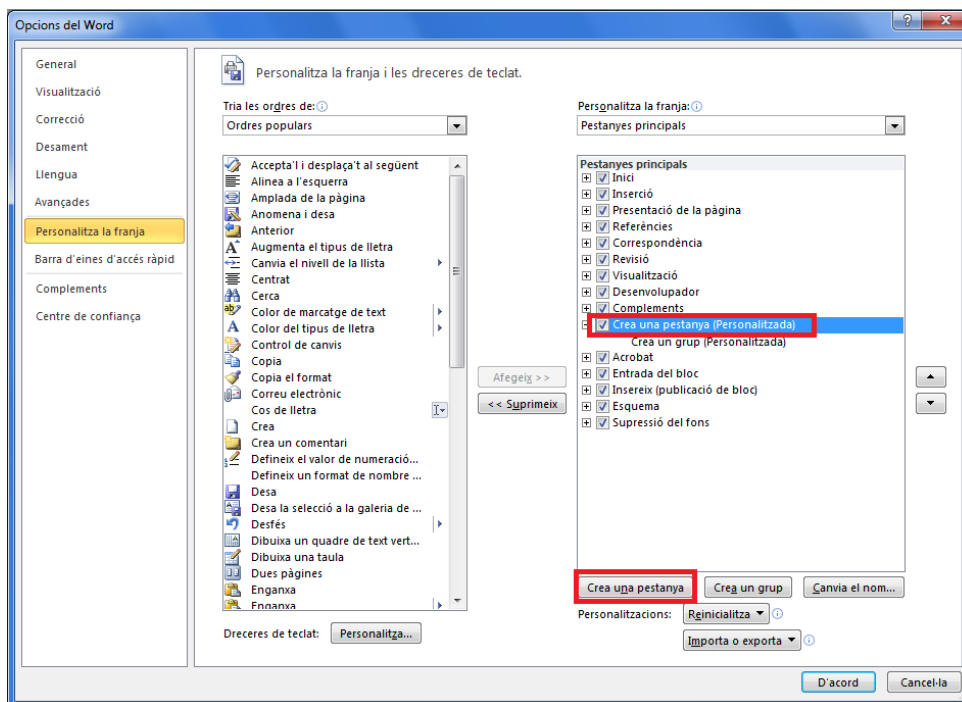 Opcions del Word
General
Visualització
Correcció
Desament
Llengua
Avançades
Personalitza la franja
Barra d'eines d'accés ràpid
Complements
Centre de confiança
Personalitza la franja i les dreceres de teclat.
Tria les ordres de:
Ordres populars
Accepta'l i desplaça't al següent
Alinea a l'esquerra
Amplada de la pàgina
Anomena i desa
Anterior
Augmenta el tipus de lletra
Canvia el nivell de la llista
Centrat
Cerca
Color de marcatge de text
Color del tipus de lletra
Control de canvis
Copia
Copia el format
Correu electrònic
Cos de lletra
Crea
Crea un comentari
Defineix el valor de numeració...
Defineix un format de nombre ...
Desa
Desa la selecció a la galeria de ...
Desfés
Dibuixa un quadre de text vert...
Dibuixa una taula
Dues pàgines
Enganxa
Enganxa
Dreceres de teclat: Personalitza...
Afegeix >>
<< Suprimeix
Personalitza la franja:
Pestanyes principals
Pestanyes principals
Inici
Inserció
Presentació de la pàgina
Referències
Correspondència
Revisió
Visualització
Desenvolupador
Complements
Crea una pestanya (Personalitzada)
Crea un grup (Personalitzada)
Acrobat
Entrada del bloc
Insereix (publicació de bloc)
Esquema
Supressió del fons
Crea una pestanya Crea un grup Canvia el nom...
Personalitzacions: Reinicialitza
Importa o exporta
D'acord Cancel·la